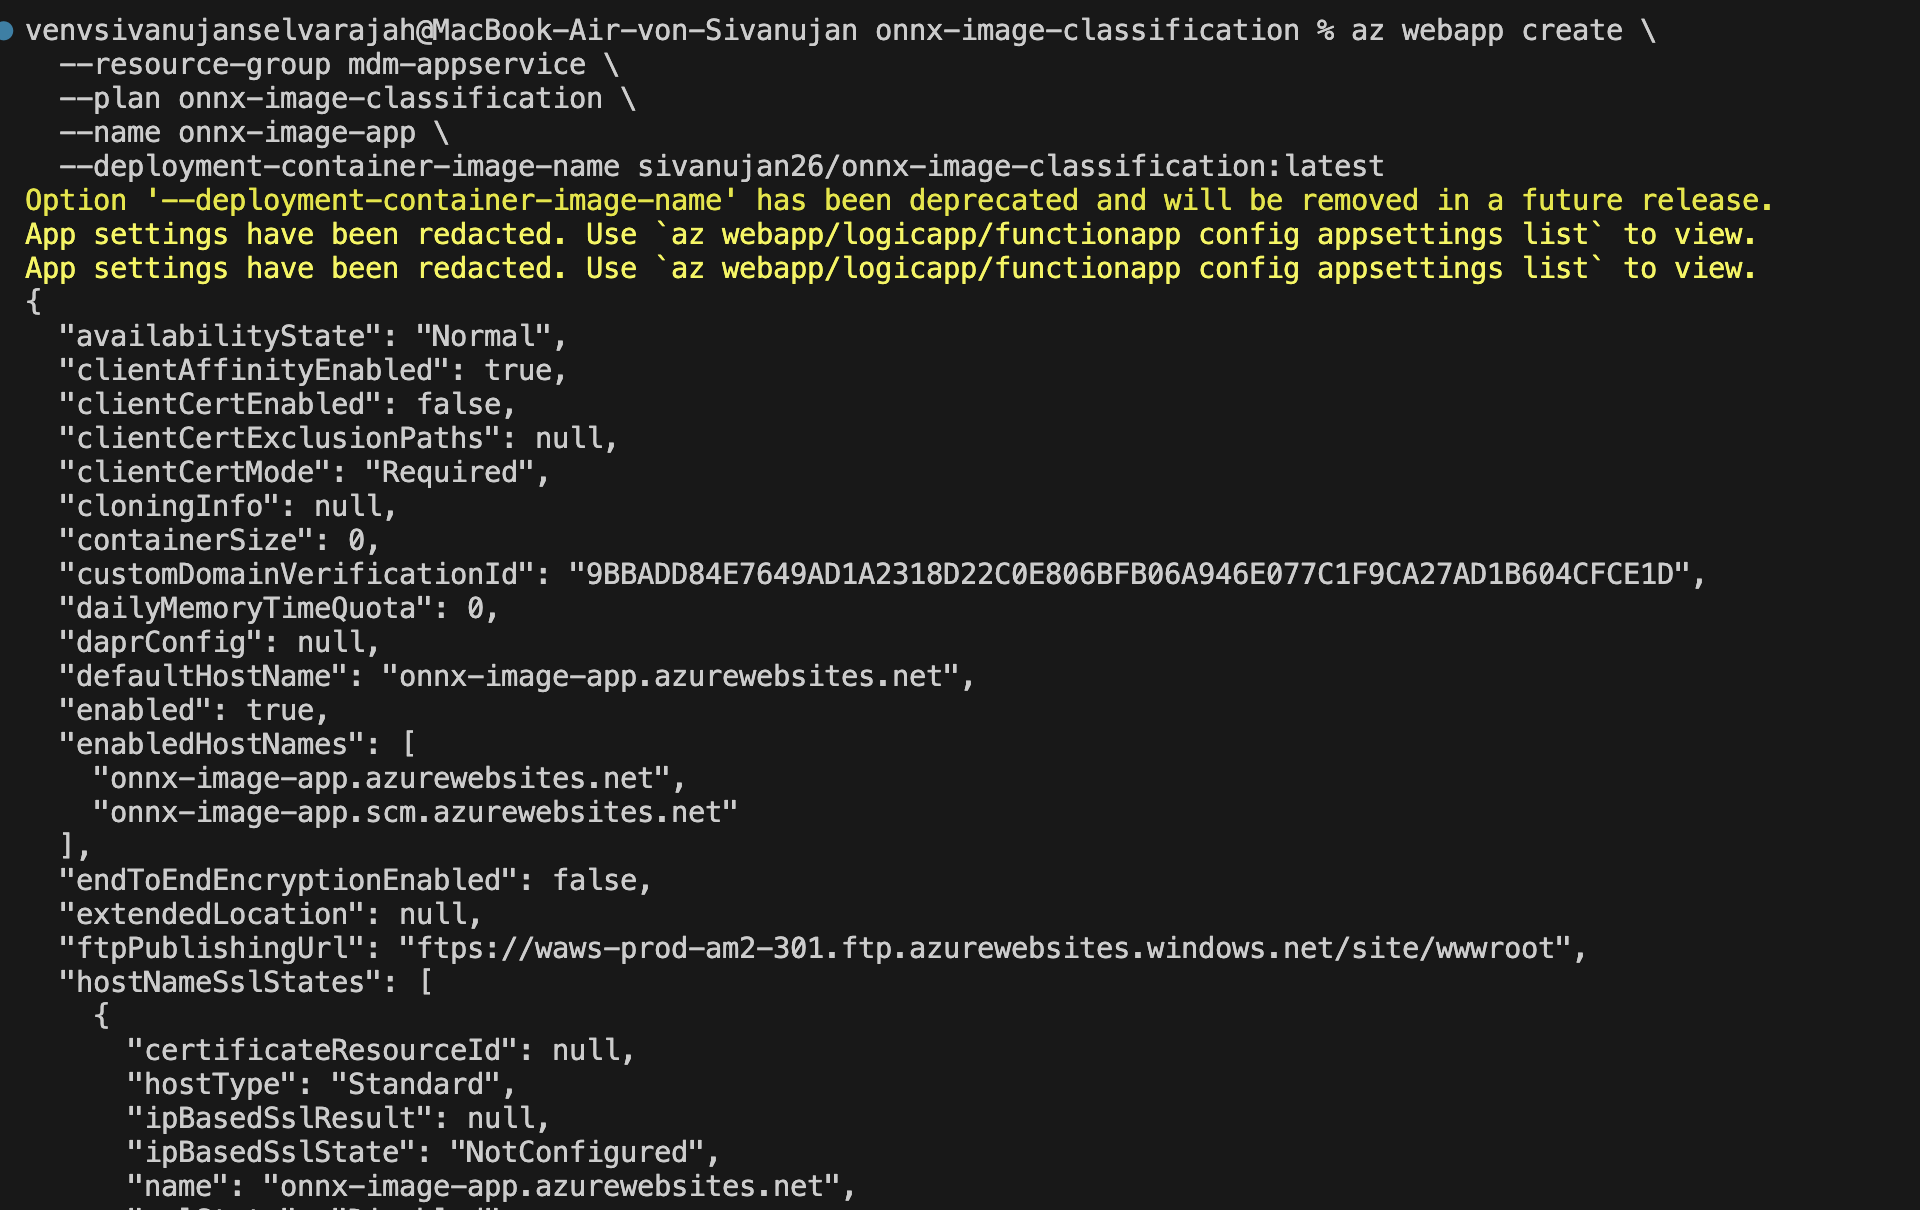 venvsivanujanselvarajah@MacBook-Air-von-Sivanujan onnx-image-classification % az webapp create \
--resource-group mdm-appservice \
--plan onnx-image-classification \
--name onnx-image-app \
--deployment-container-image-name sivanujan26/onnx-image-classification:latest
Option '--deployment-container-image-name' has been deprecated and will be removed in a future release.
App settings have been redacted. Use `az webapp/logicapp/functionapp config appsettings list` to view.
App settings have been redacted. Use `az webapp/logicapp/functionapp config appsettings list` to view.
{
"availabilityState": "Normal",
"clientAffinityEnabled": true,
"clientCertEnabled": false,
"clientCertExclusionPaths": null,
"clientCertMode": "Required",
"cloningInfo": null,
"containerSize": 0,
"customDomainVerificationId": "9BBADD84E7649AD1A2318D22C0E806BFB06A946E077C1F9CA27AD1B604CFCE1D",
"dailyMemoryTimeQuota": 0,
"daprConfig": null,
"defaultHostName": "onnx-image-app.azurewebsites.net",
"enabled": true,
"enabledHostNames": [
"onnx-image-app.azurewebsites.net",
"onnx-image-app.scm.azurewebsites.net"
],
"endToEndEncryptionEnabled": false,
"extendedLocation": null,
"ftpPublishingUrl": "ftps://waws-prod-am2-301.ftp.azurewebsites.windows.net/site/wwwroot",
"hostNameSslStates": [
{
"certificateResourceId": null,
"hostType": "Standard",
"ipBasedSslResult": null,
"ipBasedSslState": "NotConfigured",
"name": "onnx-image-app.azurewebsites.net",